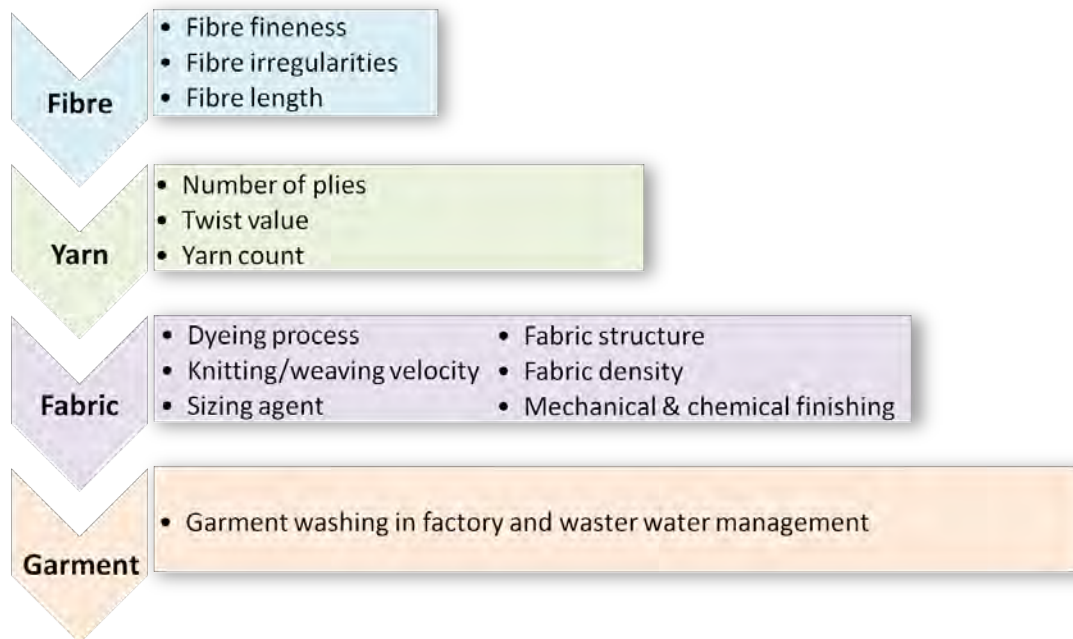 Fibre
• Fibre fineness
• Fibre irregularities
• Fibre length
Yarn
• Number of plies
• Twist value
• Yarn count
Fabric
• Dyeing process
• Knitting/weaving velocity
• Sizing agent
• Fabric structure
• Fabric density
• Mechanical & chemical finishing
Garment
• Garment washing in factory and waster water management